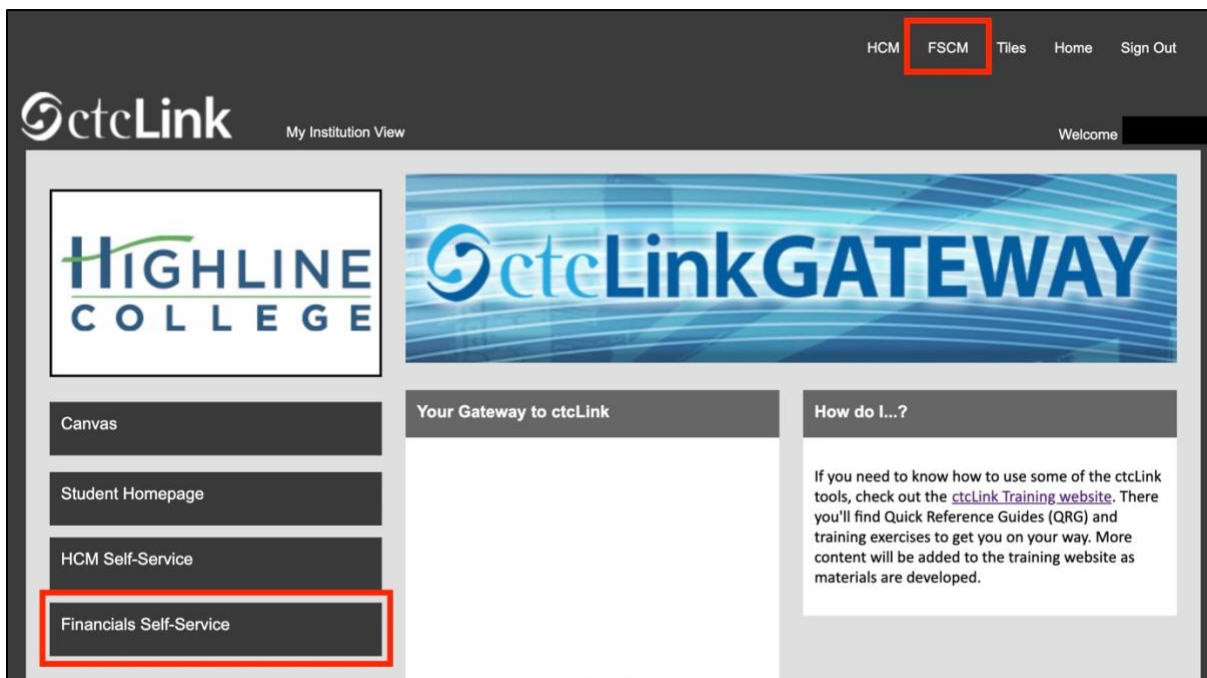 HCM FSCM Tiles Home Sign Out
ctcLink My Institution View Welcome
HIGHLINE
COLLEGE
ctcLinkGATEWAY
Canvas
Student Homepage
HCM Self-Service
Financials Self-Service
Your Gateway to ctcLink
How do I...?
If you need to know how to use some of the ctcLink
tools, check out the ctcLink Training website. There
you'll find Quick Reference Guides (QRG) and
training exercises to get you on your way. More
content will be added to the training website as
materials are developed.